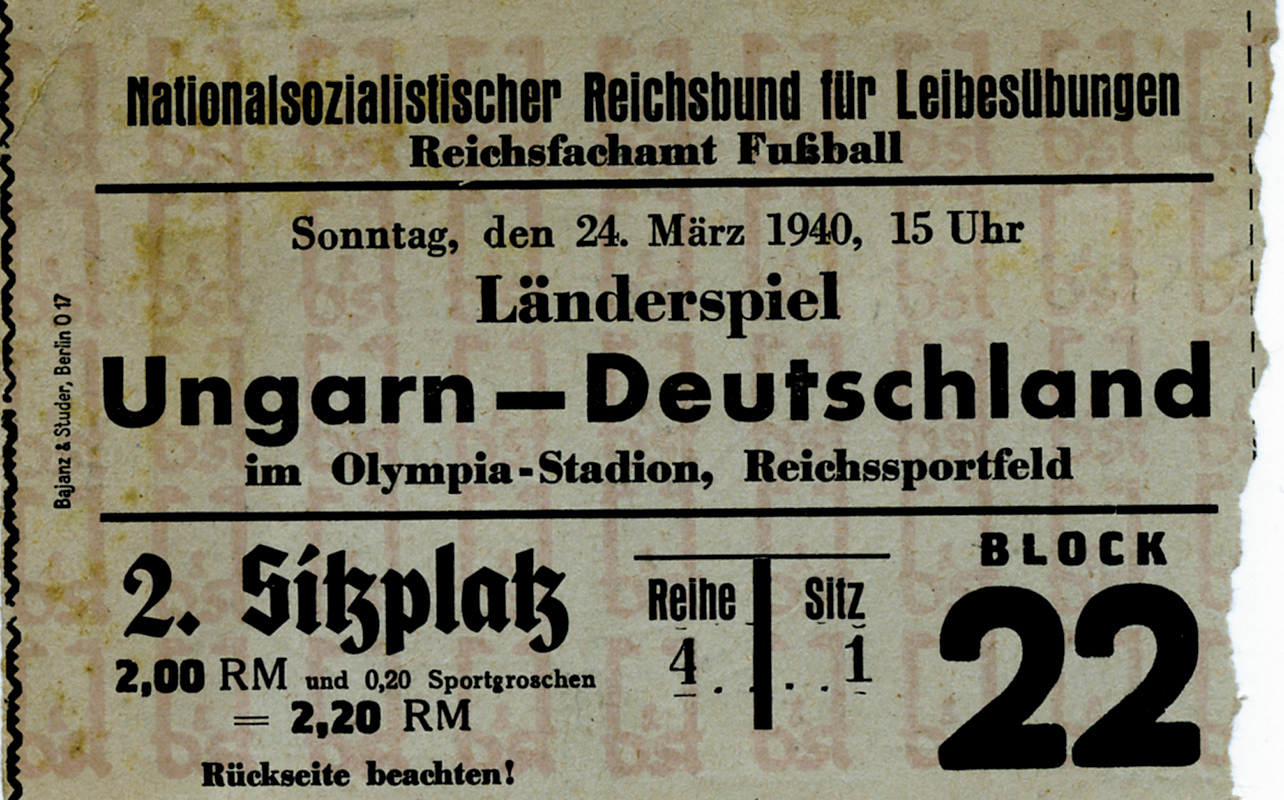 Nationalsozialistischer Reichsbund für Leibesübungen
Reichsfachamt Fußball
Sonntag, den 24. März 1940, 15 Uhr
Länderspiel
Ungarn — Deutschland
im Olympia-Stadion, Reichssportfeld
Bajanz & Studer, Berlin O 17
2. Sitzplatz
2,00 RM und 0,20 Sportgroschen
= 2,20 RM
Rückseite beachten!
Reihe Sitz
4 1
BLOCK
22